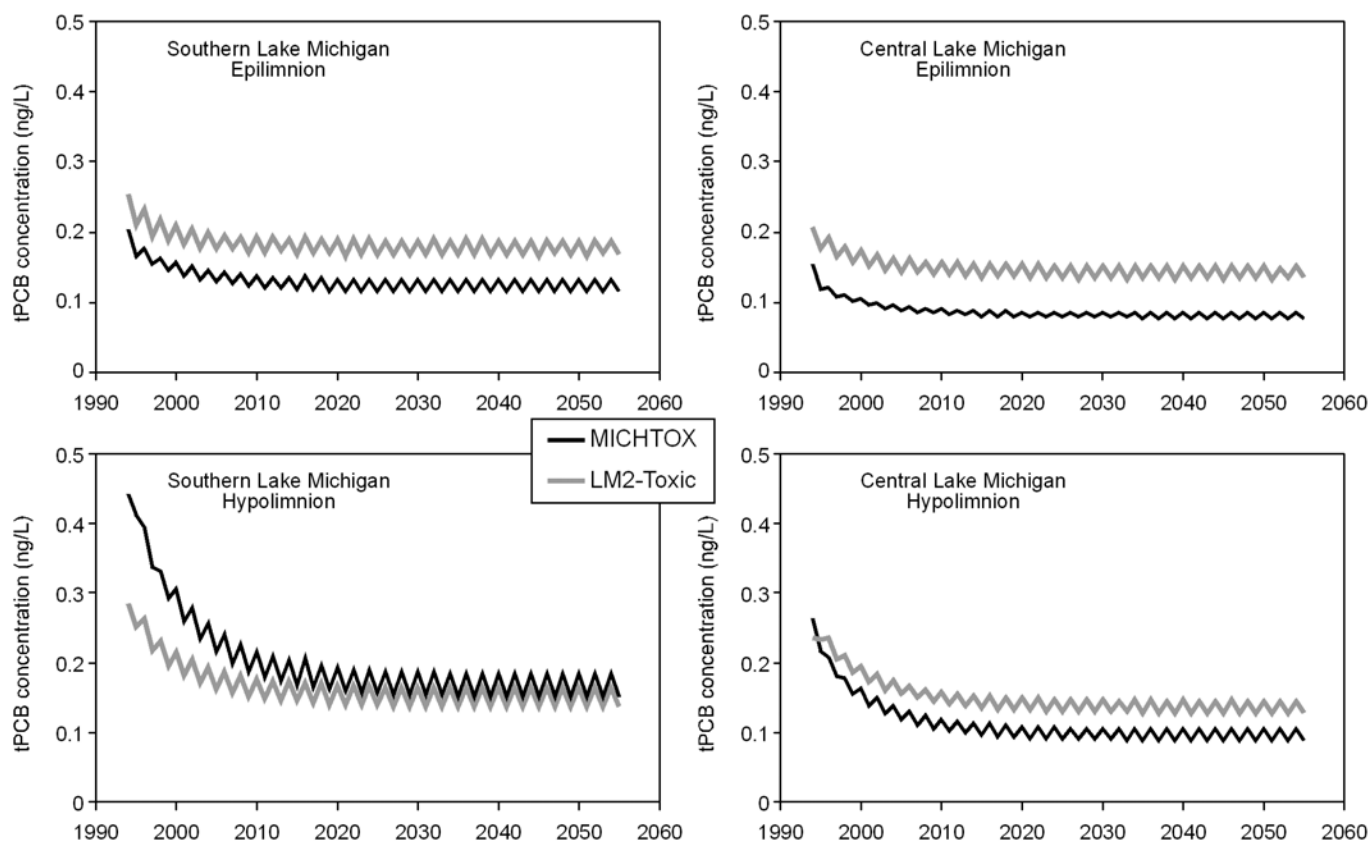 Southern Lake Michigan
Epilimnion
tPCB concentration (ng/L)
0.5
0.4
0.3
0.2
0.1
0
1990 2000 2010 2020 2030 2040 2050 2060
Central Lake Michigan
Epilimnion
tPCB concentration (ng/L)
0.5
0.4
0.3
0.2
0.1
0
1990 2000 2010 2020 2030 2040 2050 2060
MICHTOX
LM2-Toxic
Southern Lake Michigan
Hypolimnion
tPCB concentration (ng/L)
0.5
0.4
0.3
0.2
0.1
0
1990 2000 2010 2020 2030 2040 2050 2060
Central Lake Michigan
Hypolimnion
tPCB concentration (ng/L)
0.5
0.4
0.3
0.2
0.1
0
1990 2000 2010 2020 2030 2040 2050 2060